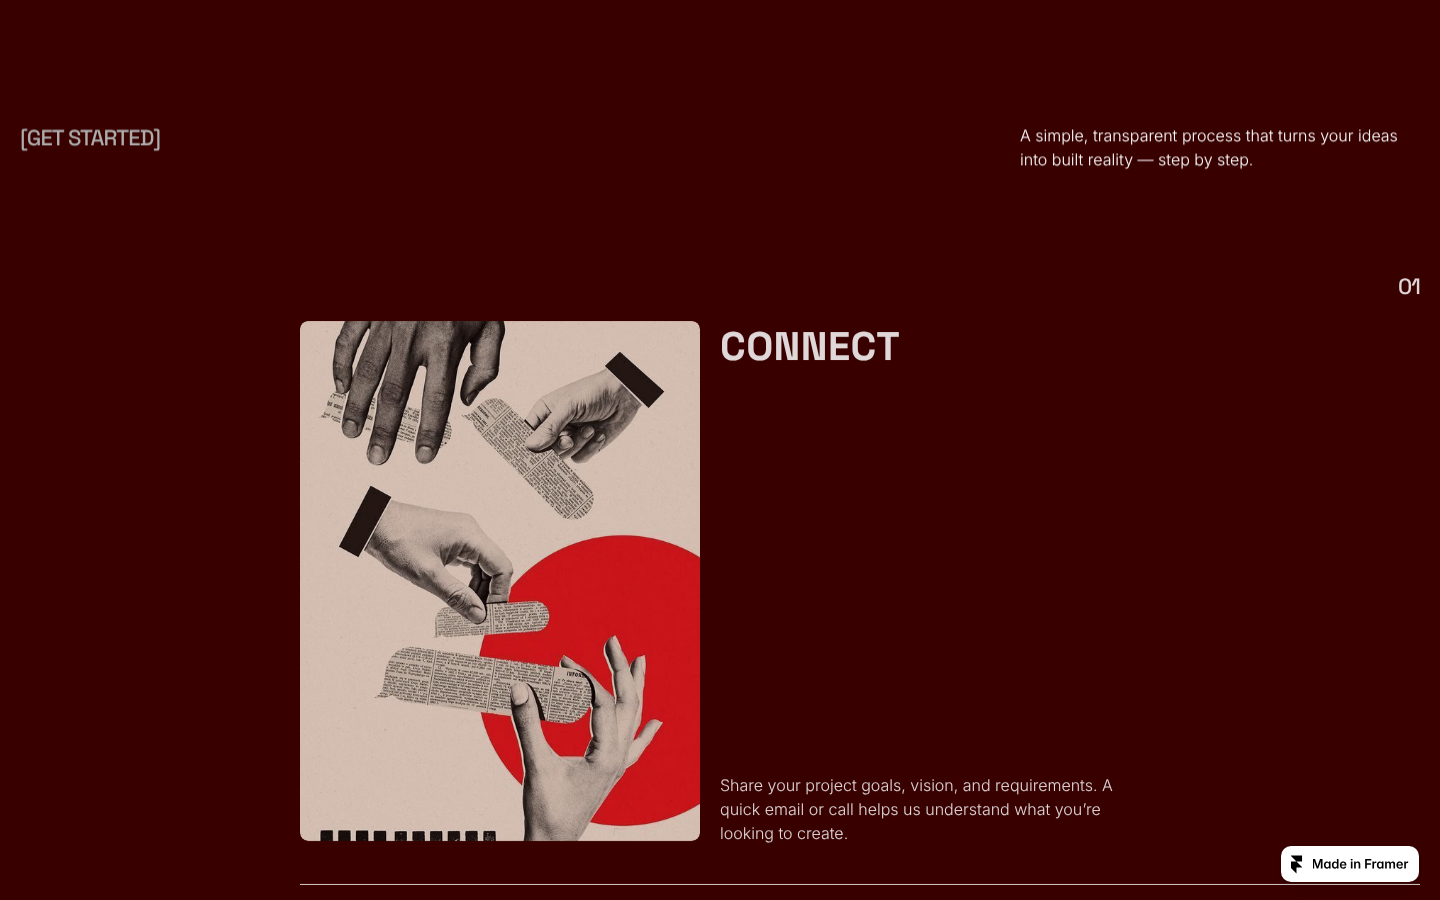 [GET STARTED]
A simple, transparent process that turns your ideas
into built reality — step by step.
01
CONNECT
Share your project goals, vision, and requirements. A
quick email or call helps us understand what you’re
looking to create.
Made in Framer